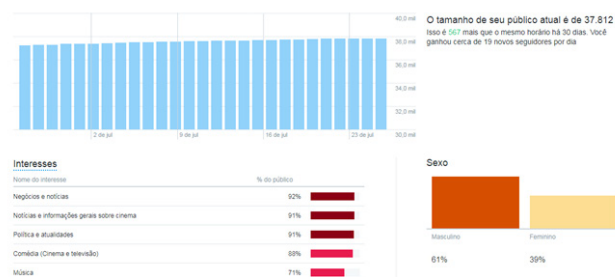 40,0 mil
38,0 mil
36,0 mil
34,0 mil
32,0 mil
30,0 mil
2 de jul
9 de jul
16 de jul
23 de jul
O tamanho de seu público atual é de 37.812
Isso é 567 mais que o mesmo horário há 30 dias. Você
ganhou cerca de 19 novos seguidores por dia
Interesses
Nome do interesse % do público
Negócios e notícias 92%
Notícias e informações gerais sobre cinema 91%
Política e atualidades 91%
Comédia (Cinema e televisão) 88%
Música 71%
Sexo
Masculino Feminino
61% 39%